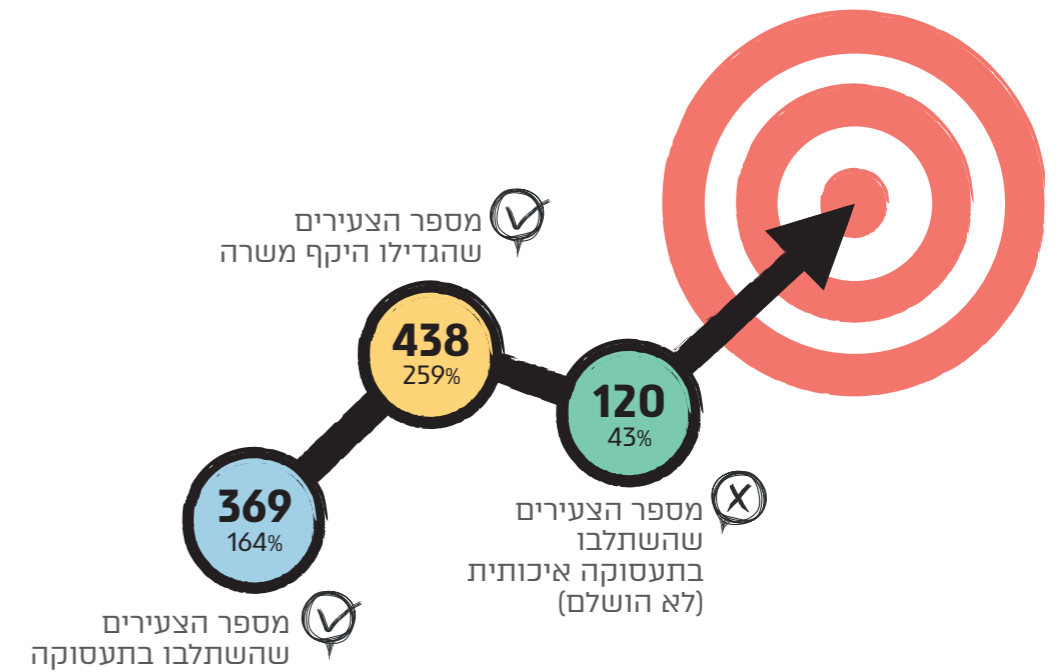 מספר הצעירים
שהגדילו היקף משרה
438
259%
120
43%
מספר הצעירים
שהשתלבו
בתעסוקה איכותית
(לא הושלם)
369
164%
מספר הצעירים
שהשתלבו בתעסוקה